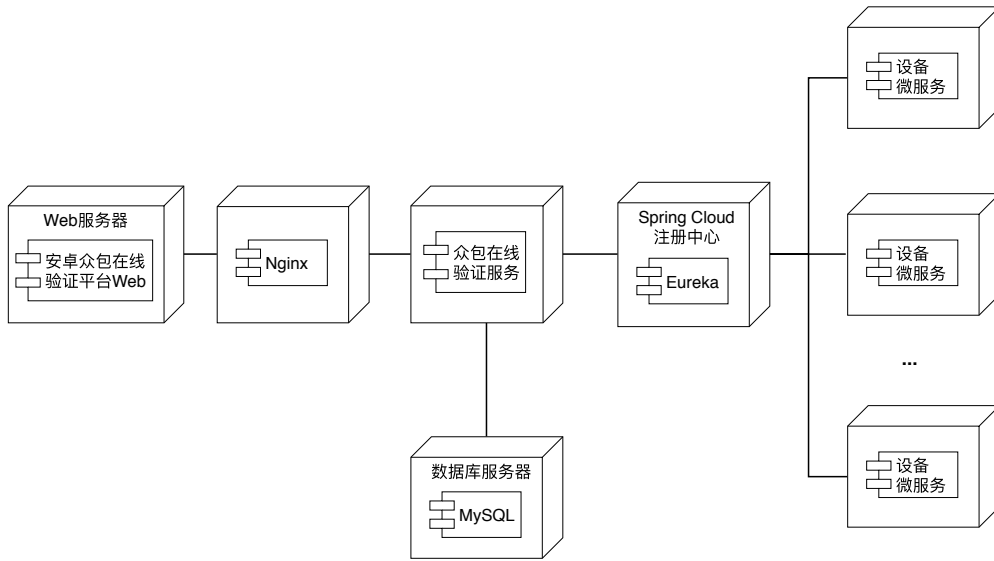 设备
微服务
Web服务器
安卓众包在线
验证平台Web
Nginx
众包在线
验证服务
Spring Cloud
注册中心
Eureka
设备
微服务
...
数据库服务器
MySQL
设备
微服务